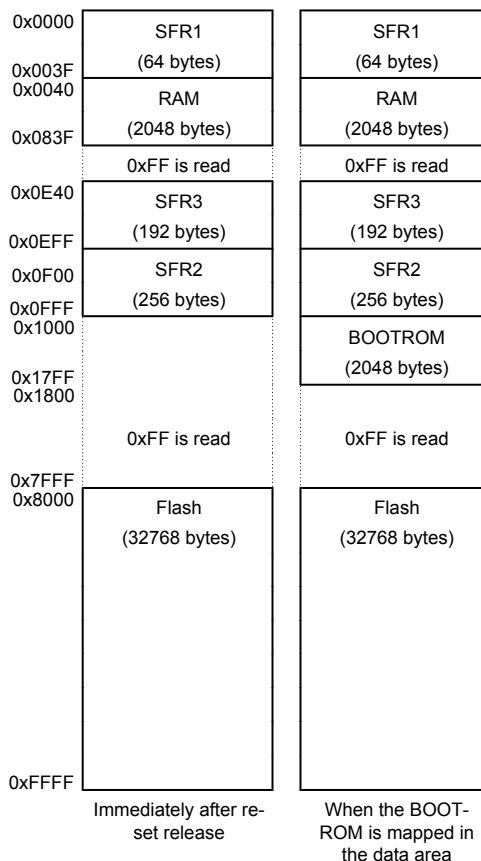 0x0000
SFR1
(64 bytes)
SFR1
(64 bytes)
0x003F
0x0040
RAM
(2048 bytes)
RAM
(2048 bytes)
0x083F
0xFF is read
0xFF is read
0x0E40
SFR3
(192 bytes)
SFR3
(192 bytes)
0x0EFF
0x0F00
SFR2
(256 bytes)
SFR2
(256 bytes)
0x0FFF
0x1000
BOOTROM
(2048 bytes)
0x17FF
0x1800
0xFF is read
0xFF is read
0x7FFF
0x8000
Flash
(32768 bytes)
Flash
(32768 bytes)
0xFFFF
Immediately after re-
set release
When the BOOT-
ROM is mapped in
the data area